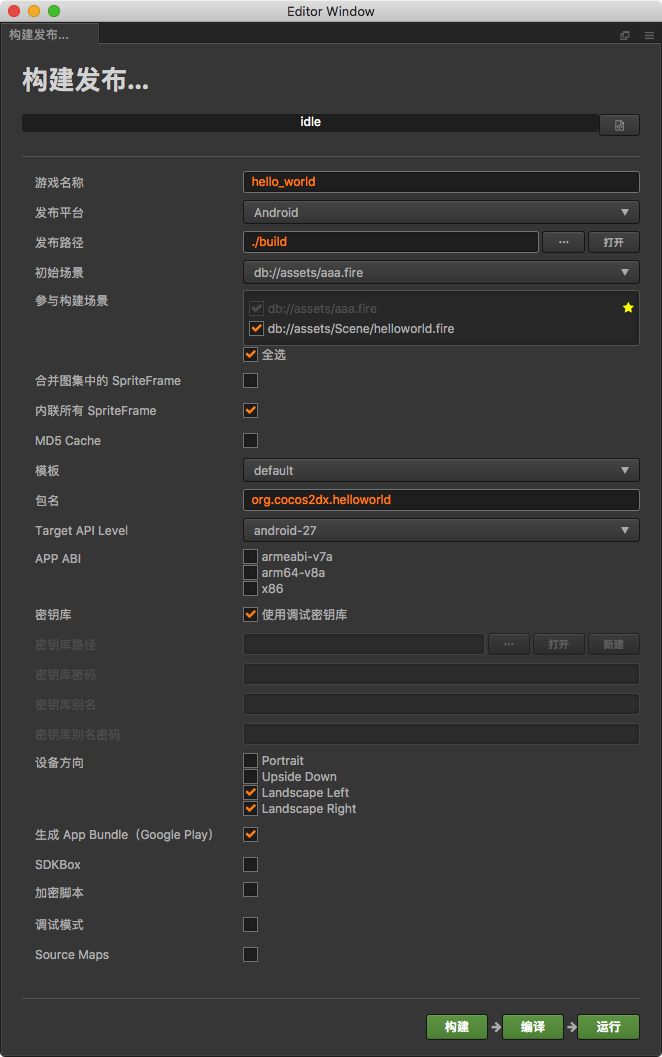 Editor Window
构建发布...
构建发布...
idle
游戏名称 hello_world
发布平台 Android
发布路径 ./build ··· 打开
初始场景 db://assets/aaa.fire
参与构建场景 db://assets/aaa.fire
db://assets/Scene/helloworld.fire
全选
合并图集中的 SpriteFrame
内联所有 SpriteFrame
MD5 Cache
模板 default
包名 org.cocos2dx.helloworld
Target API Level android-27
APP ABI armeabi-v7a
arm64-v8a
x86
密钥库 使用调试密钥库
密钥库路径 ··· 打开 新建
密钥库密码
密钥库别名
密钥库别名密码
设备方向 Portrait
Upside Down
Landscape Left
Landscape Right
生成 App Bundle（Google Play）
SDKBox
加密脚本
调试模式
Source Maps
构建 编译 运行